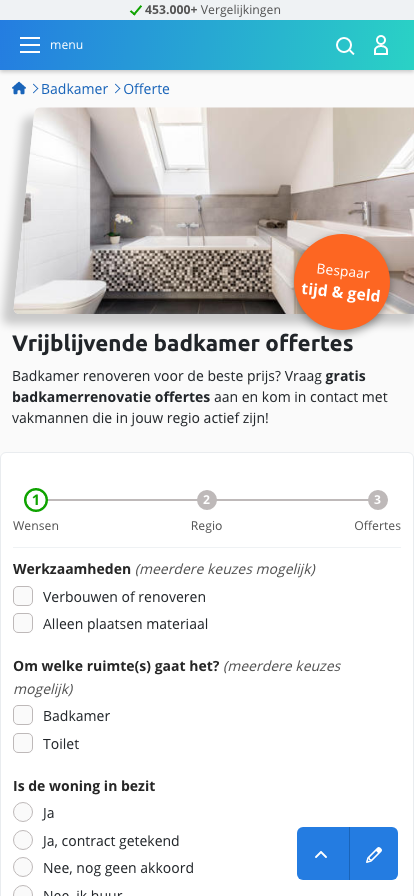 453.000+ Vergelijkingen
menu
Badkamer
Offerte
Bespaar
tijd & geld
Vrijblijvende badkamer offertes
Badkamer renoveren voor de beste prijs? Vraag gratis
badkamerrenovatie offertes aan en kom in contact met
vakmannen die in jouw regio actief zijn!
1
2
3
Wensen
Regio
Offertes
Werkzaamheden (meerdere keuzes mogelijk)
Verbouwen of renoveren
Alleen plaatsen materiaal
Om welke ruimte(s) gaat het? (meerdere keuzes
mogelijk)
Badkamer
Toilet
Is de woning in bezit
Ja
Ja, contract getekend
Nee, nog geen akkoord
Nee, ik huur